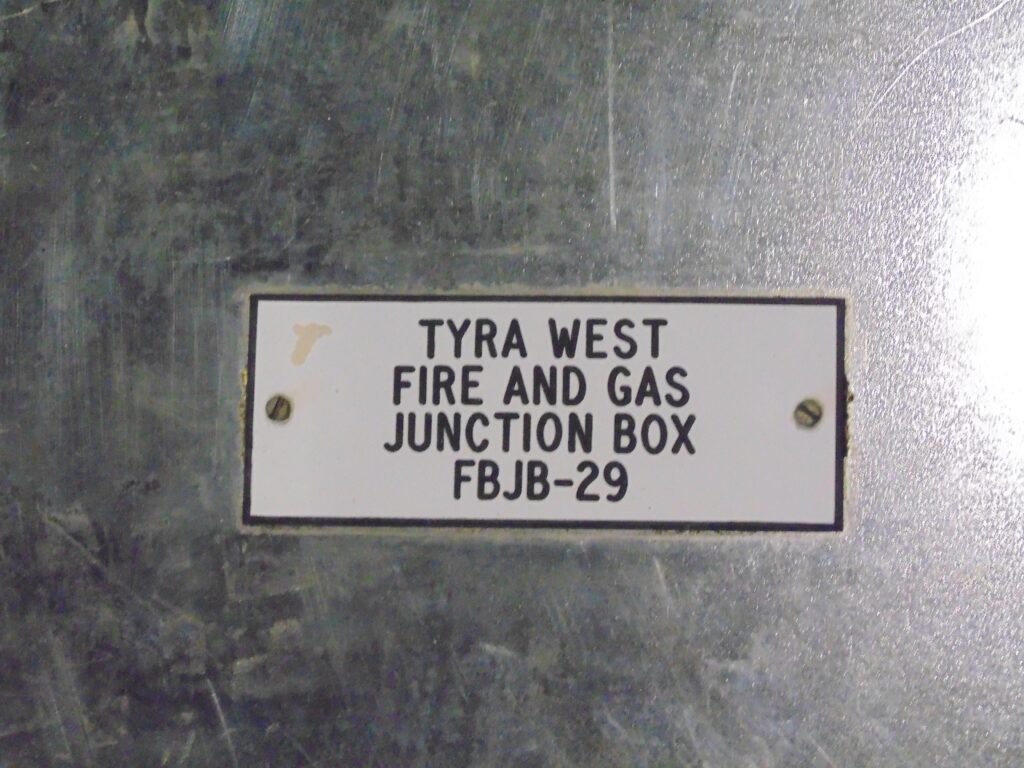 TYRA WEST
FIRE AND GAS
JUNCTION BOX
FBJB-29